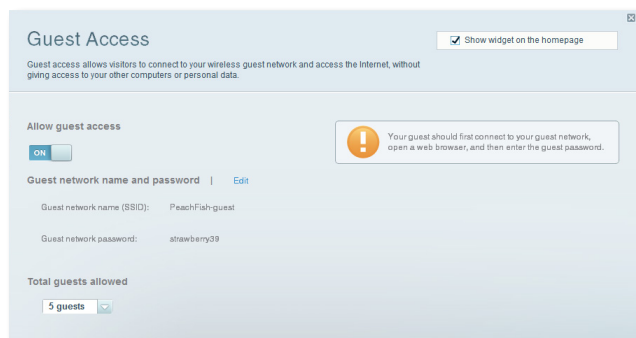 Guest Access
Show widget on the homepage
Guest access allows visitors to connect to your wireless guest network and access the Internet, without
giving access to your other computers or personal data.
Allow guest access
ON
Your guest should first connect to your guest network,
open a web browser, and then enter the guest password.
Guest network name and password | Edit
Guest network name (SSID): PeachFish-guest
Guest network password: strawberry39
Total guests allowed
5 guests